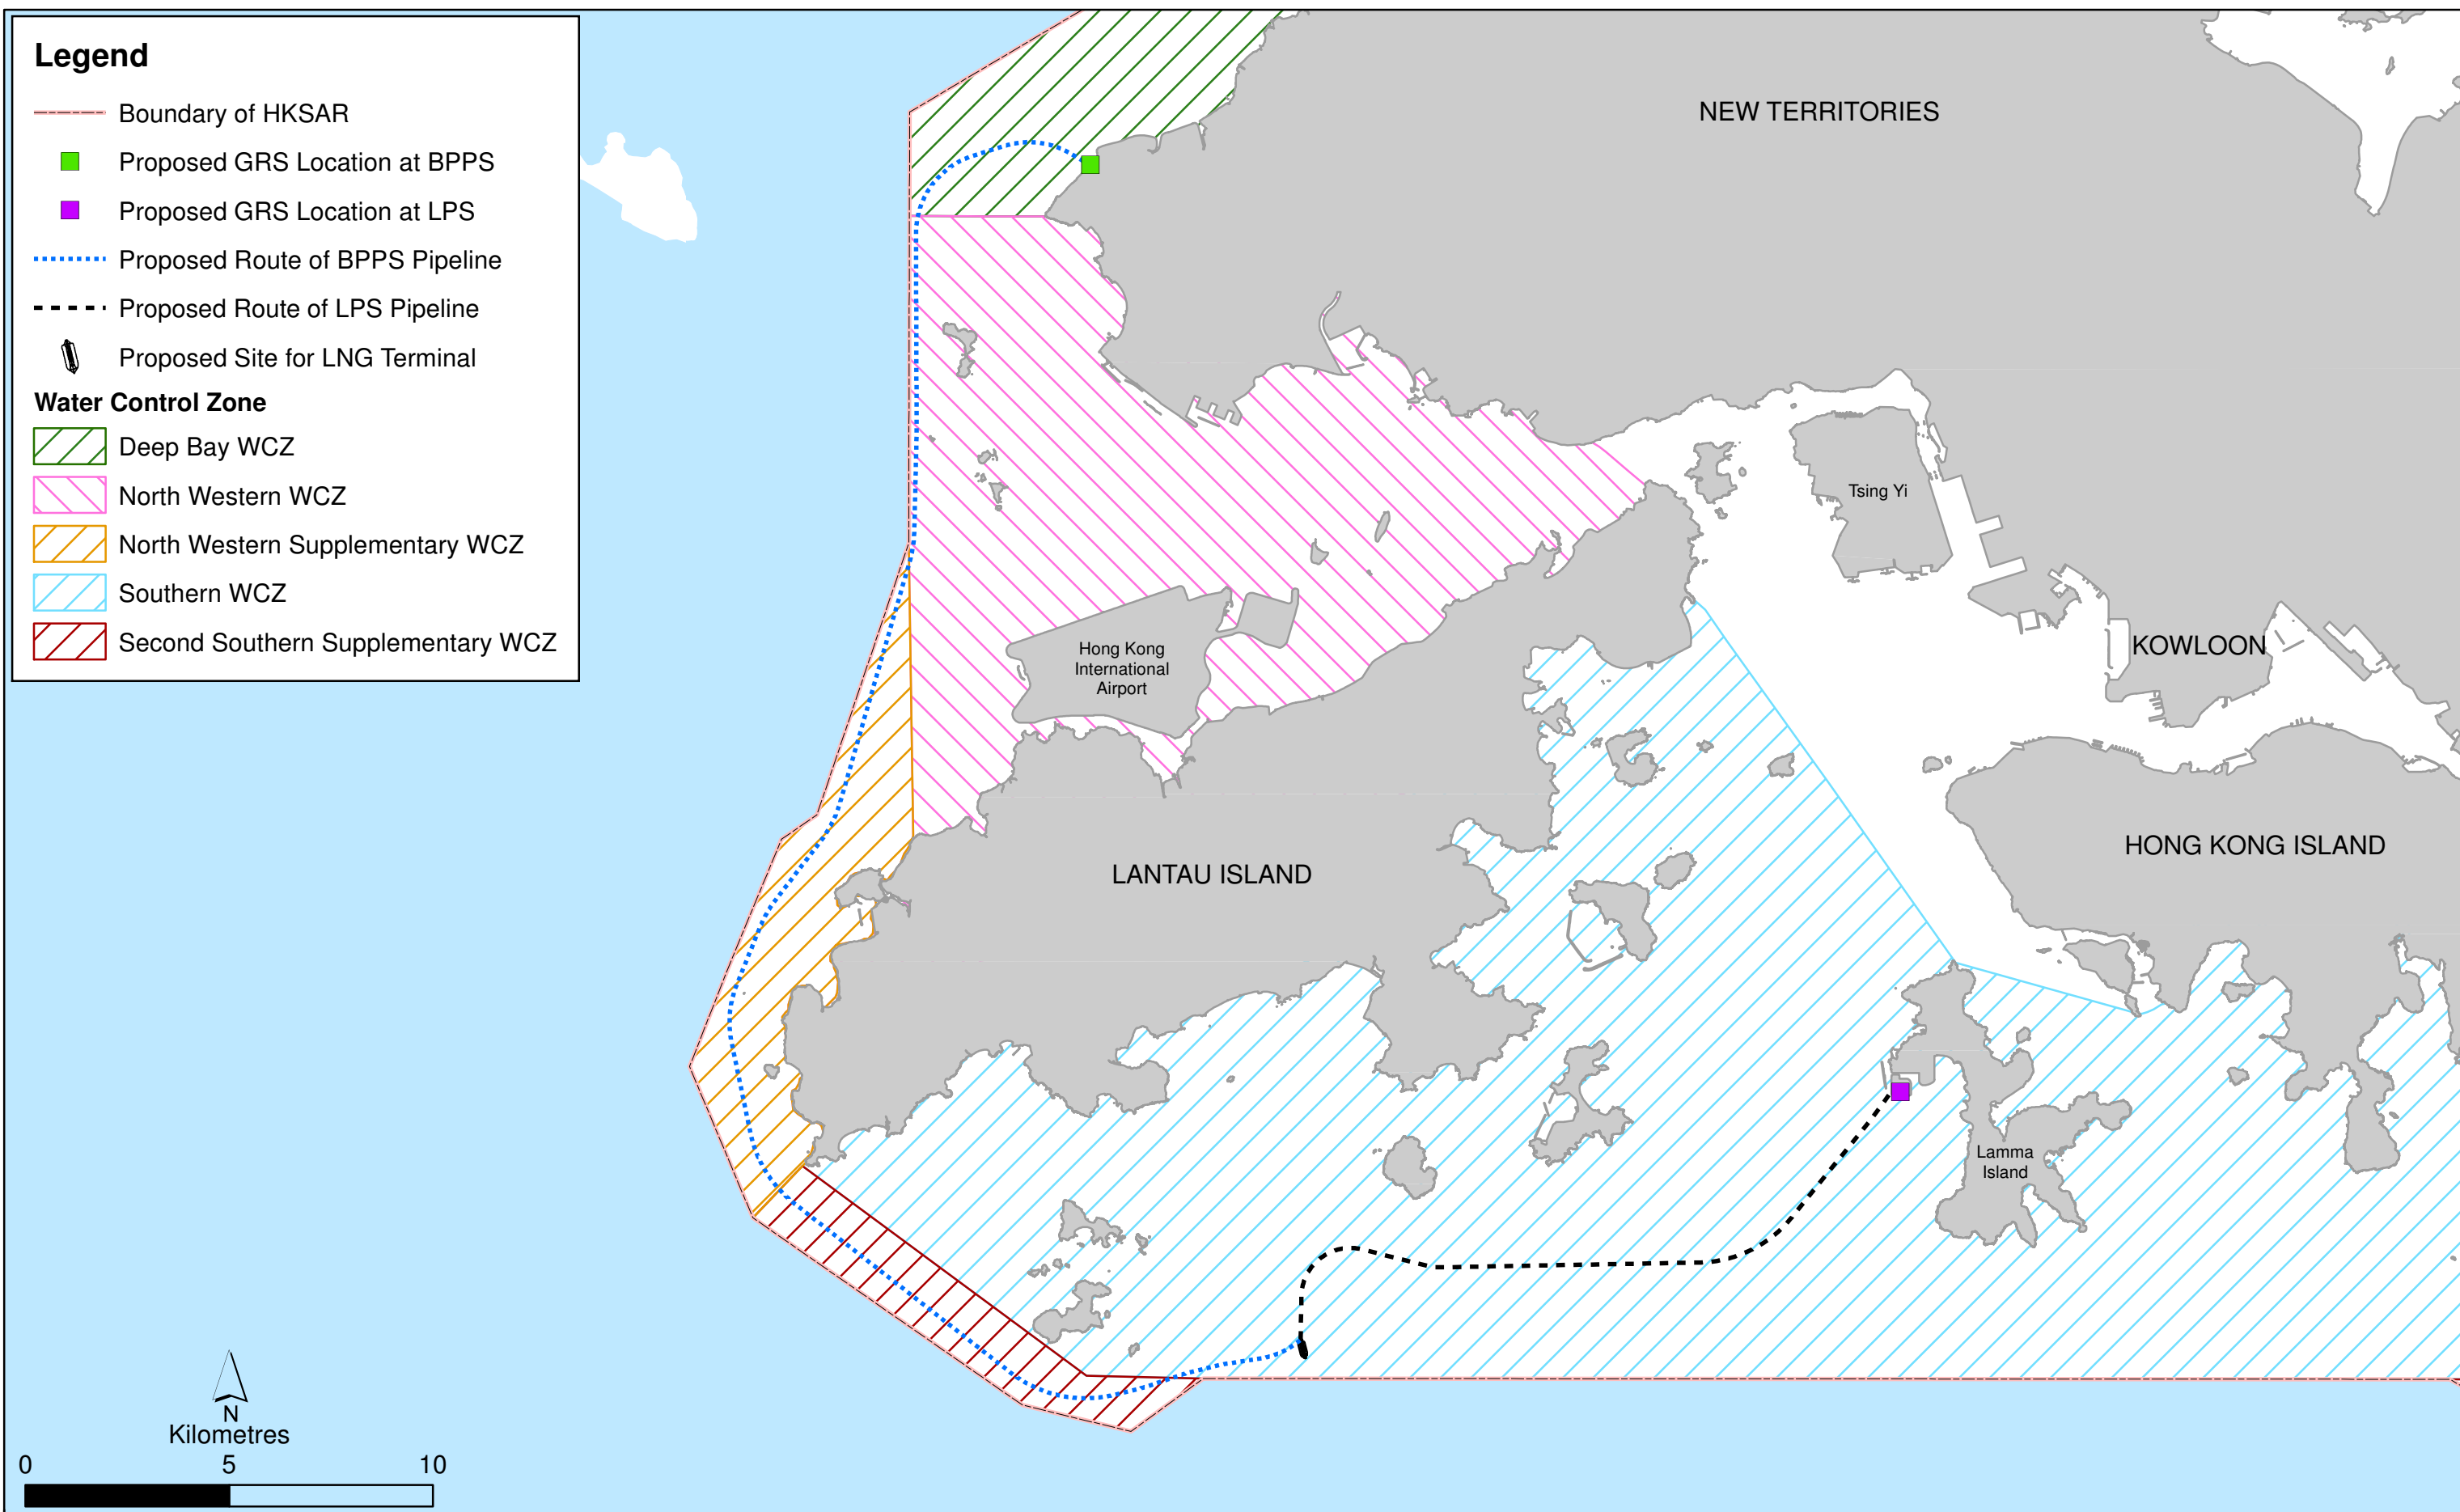 Legend
Boundary of HKSAR
Proposed GRS Location at BPPS
Proposed GRS Location at LPS
Proposed Route of BPPS Pipeline
Proposed Route of LPS Pipeline
Proposed Site for LNG Terminal
Water Control Zone
Deep Bay WCZ
North Western WCZ
North Western Supplementary WCZ
Southern WCZ
Second Southern Supplementary WCZ
NEW TERRITORIES
Tsing Yi
KOWLOON
Hong Kong
International
Airport
HONG KONG ISLAND
LANTAU ISLAND
Lamma
Island
N
Kilometres
0 5 10